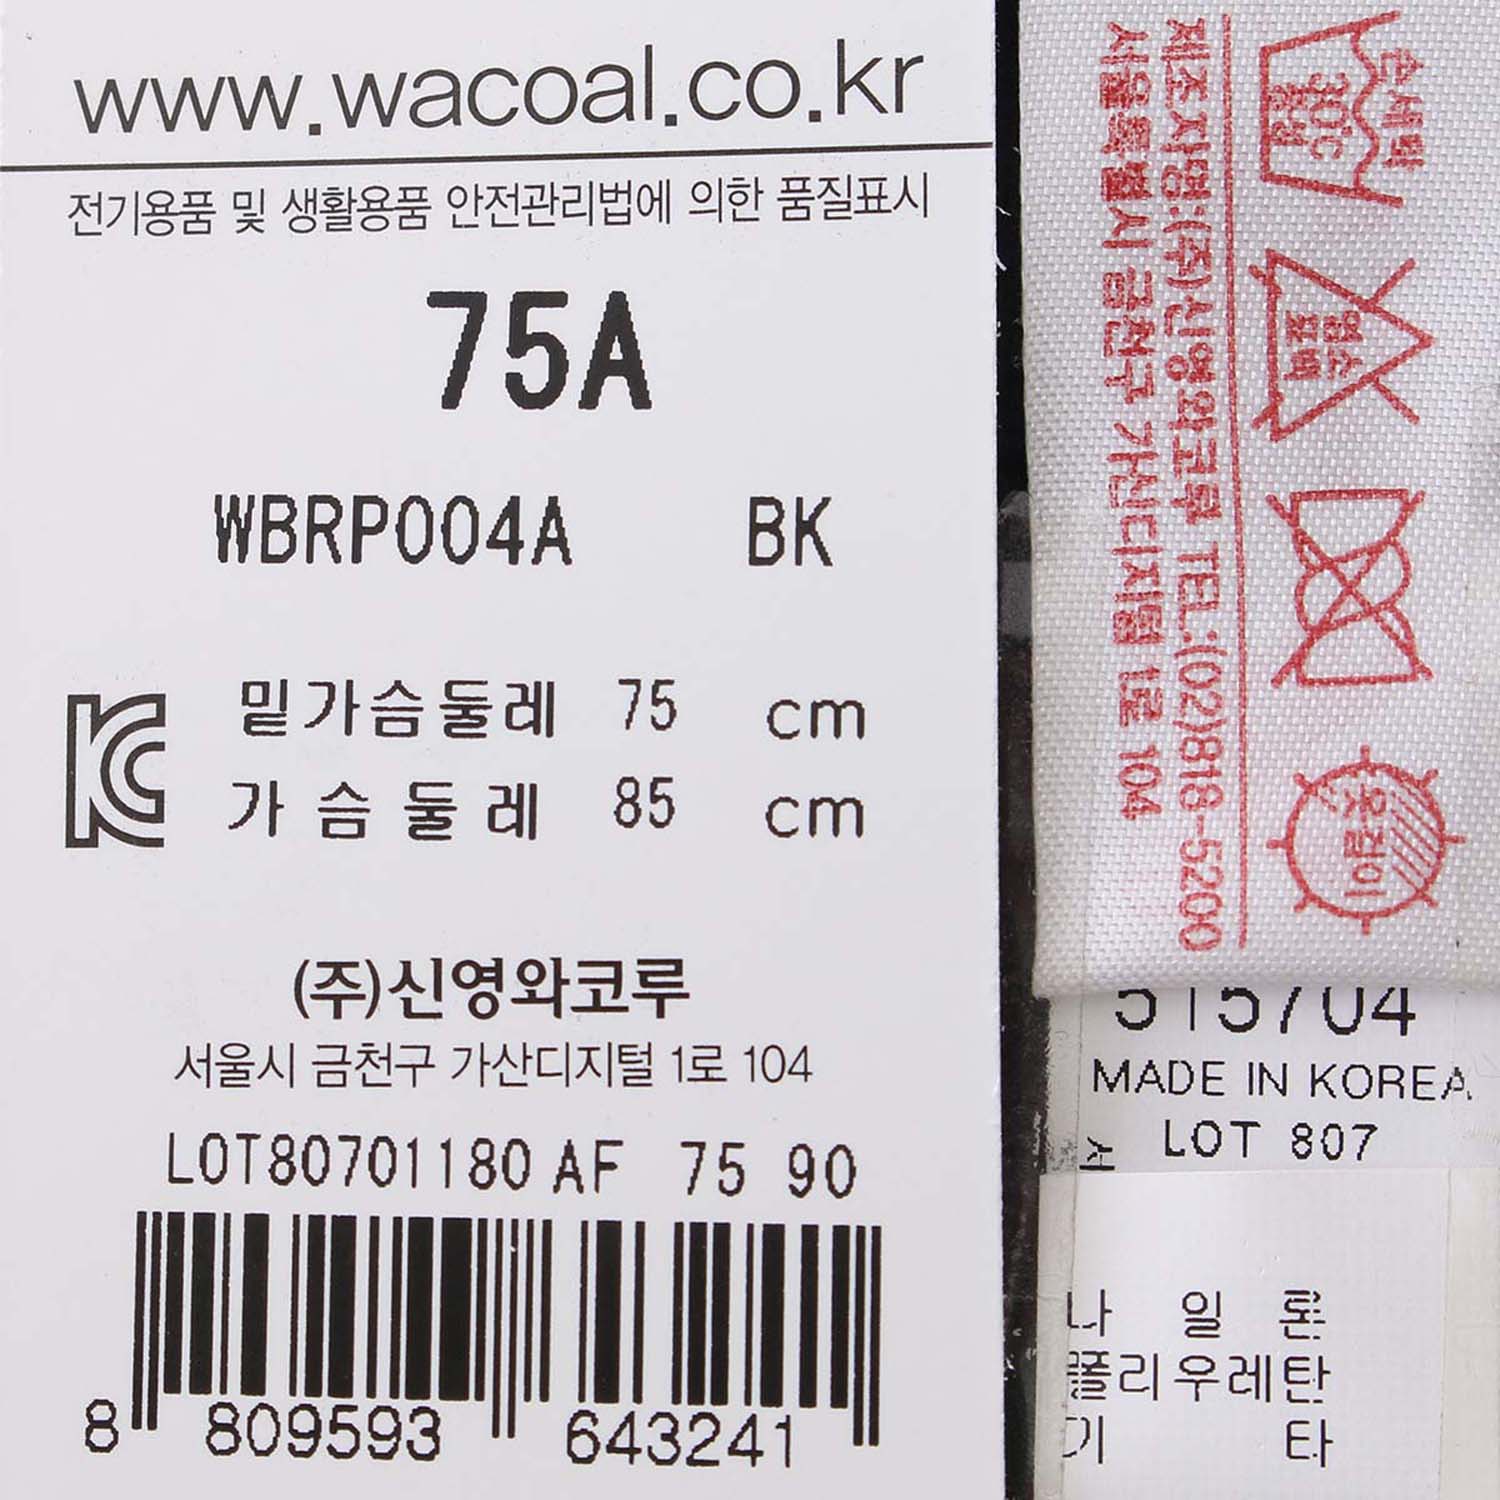 www.wacoal.co.kr
전기용품 및 생활용품 안전관리법에 의한 품질표시
75A
WBRP004A BK
밑가슴둘레 75 cm
가슴둘레 85 cm
(주)신영와코루
서울시 금천구 가산디지털 1로 104
LOT80701180 AF 75 90
8 809593 643241
손세탁
30℃
중성
염소
표백
옷걸이
제조자명:(주)신영와코루 TEL:(02)818-5200
서울특별시 금천구 가산디지털 1로 104
515704
MADE IN KOREA
LOT 807
나일론
폴리우레탄
기타